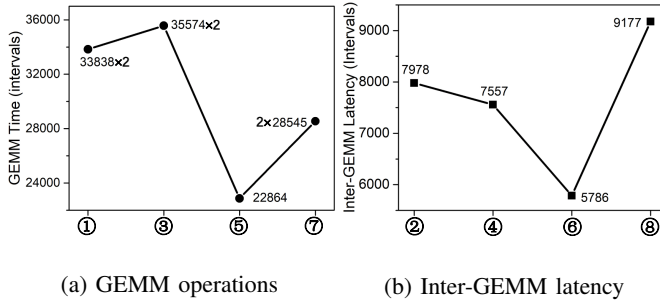 GEMM Time (intervals)
36000
32000
28000
24000
33838×2
35574×2
2×28545
22864
① ③ ⑤ ⑦
(a) GEMM operations
Inter-GEMM Latency (Intervals)
9000
8000
7000
6000
7978
7557
5786
9177
② ④ ⑥ ⑧
(b) Inter-GEMM latency